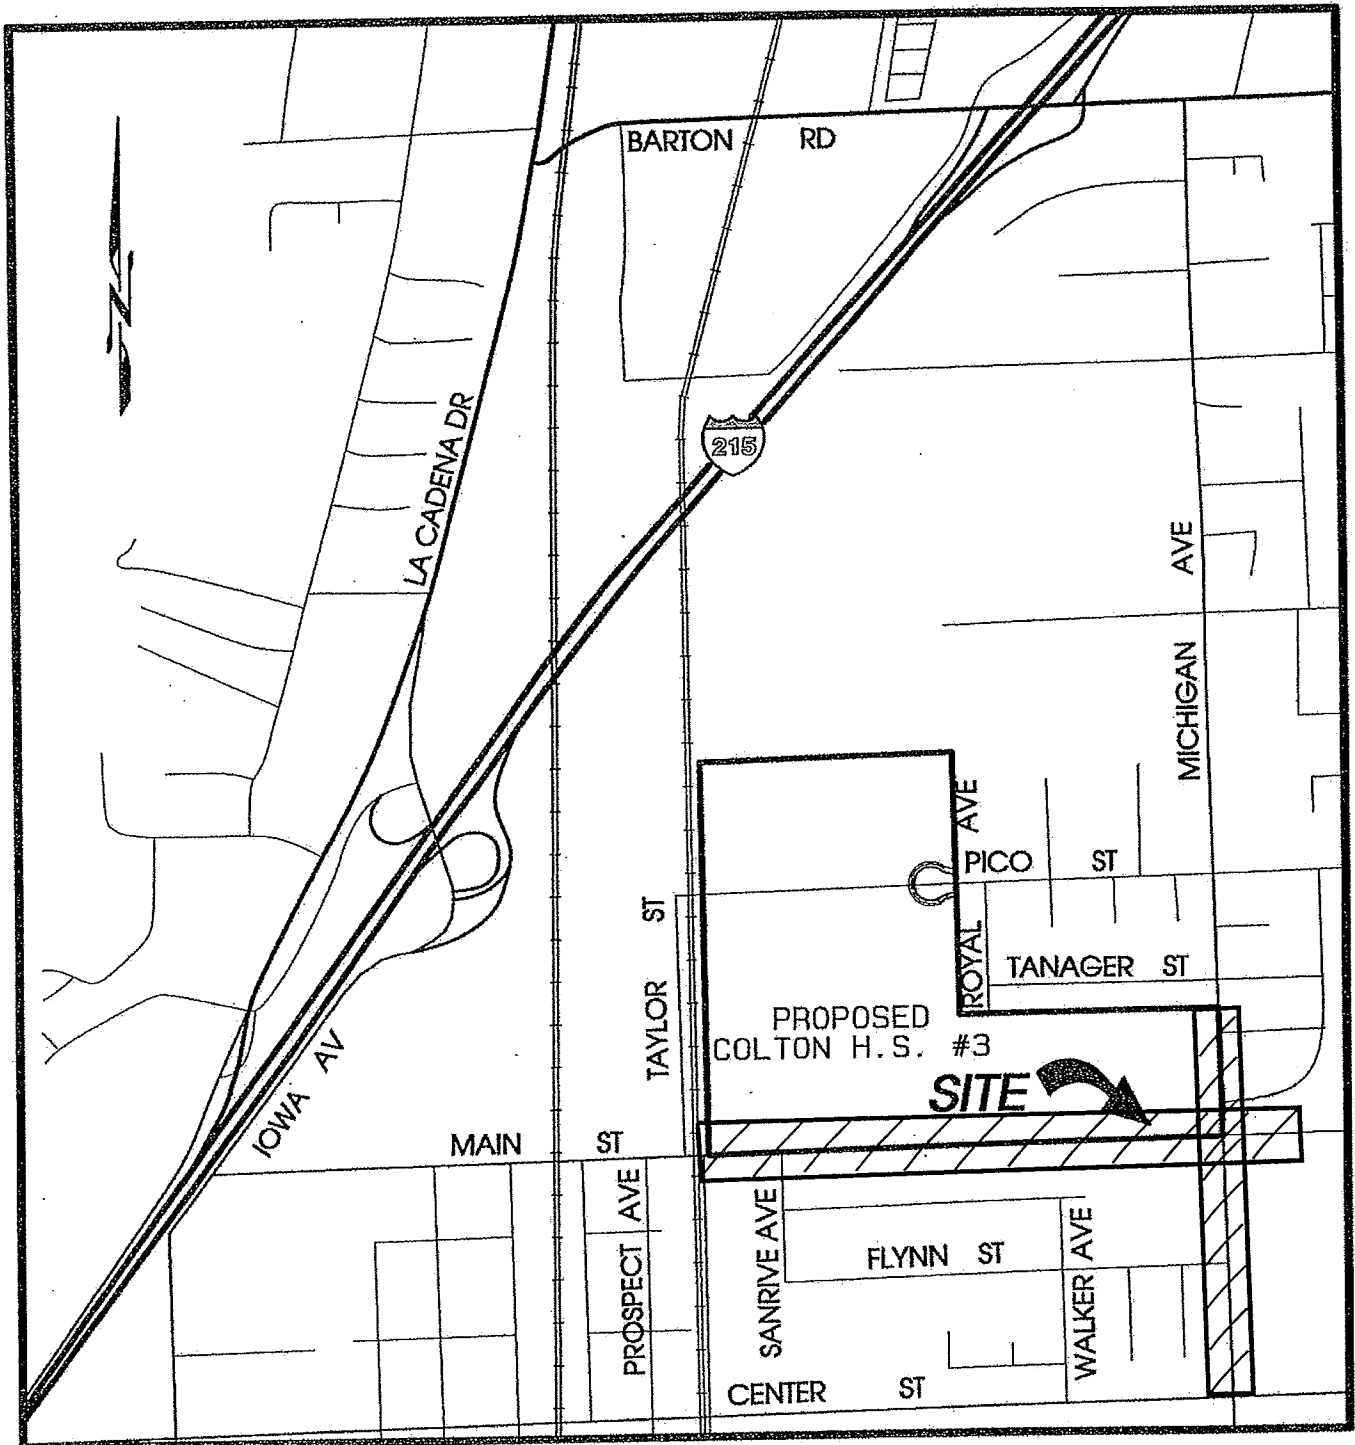 BARTON RD
N
LA CADENA DR
215
MICHIGAN AVE
ROYAL AVE
PICO ST
TAYLOR ST
TANAGER ST
PROPOSED
COLTON H.S. #3
SITE
IOWA AV
MAIN ST
PROSPECT AVE
SANRIVE AVE
FLYNN ST
WALKER AVE
CENTER ST